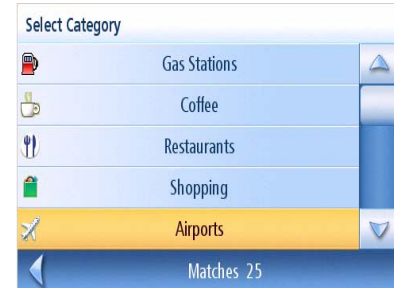 Select Category
Gas Stations
Coffee
Restaurants
Shopping
Airports
Matches 25